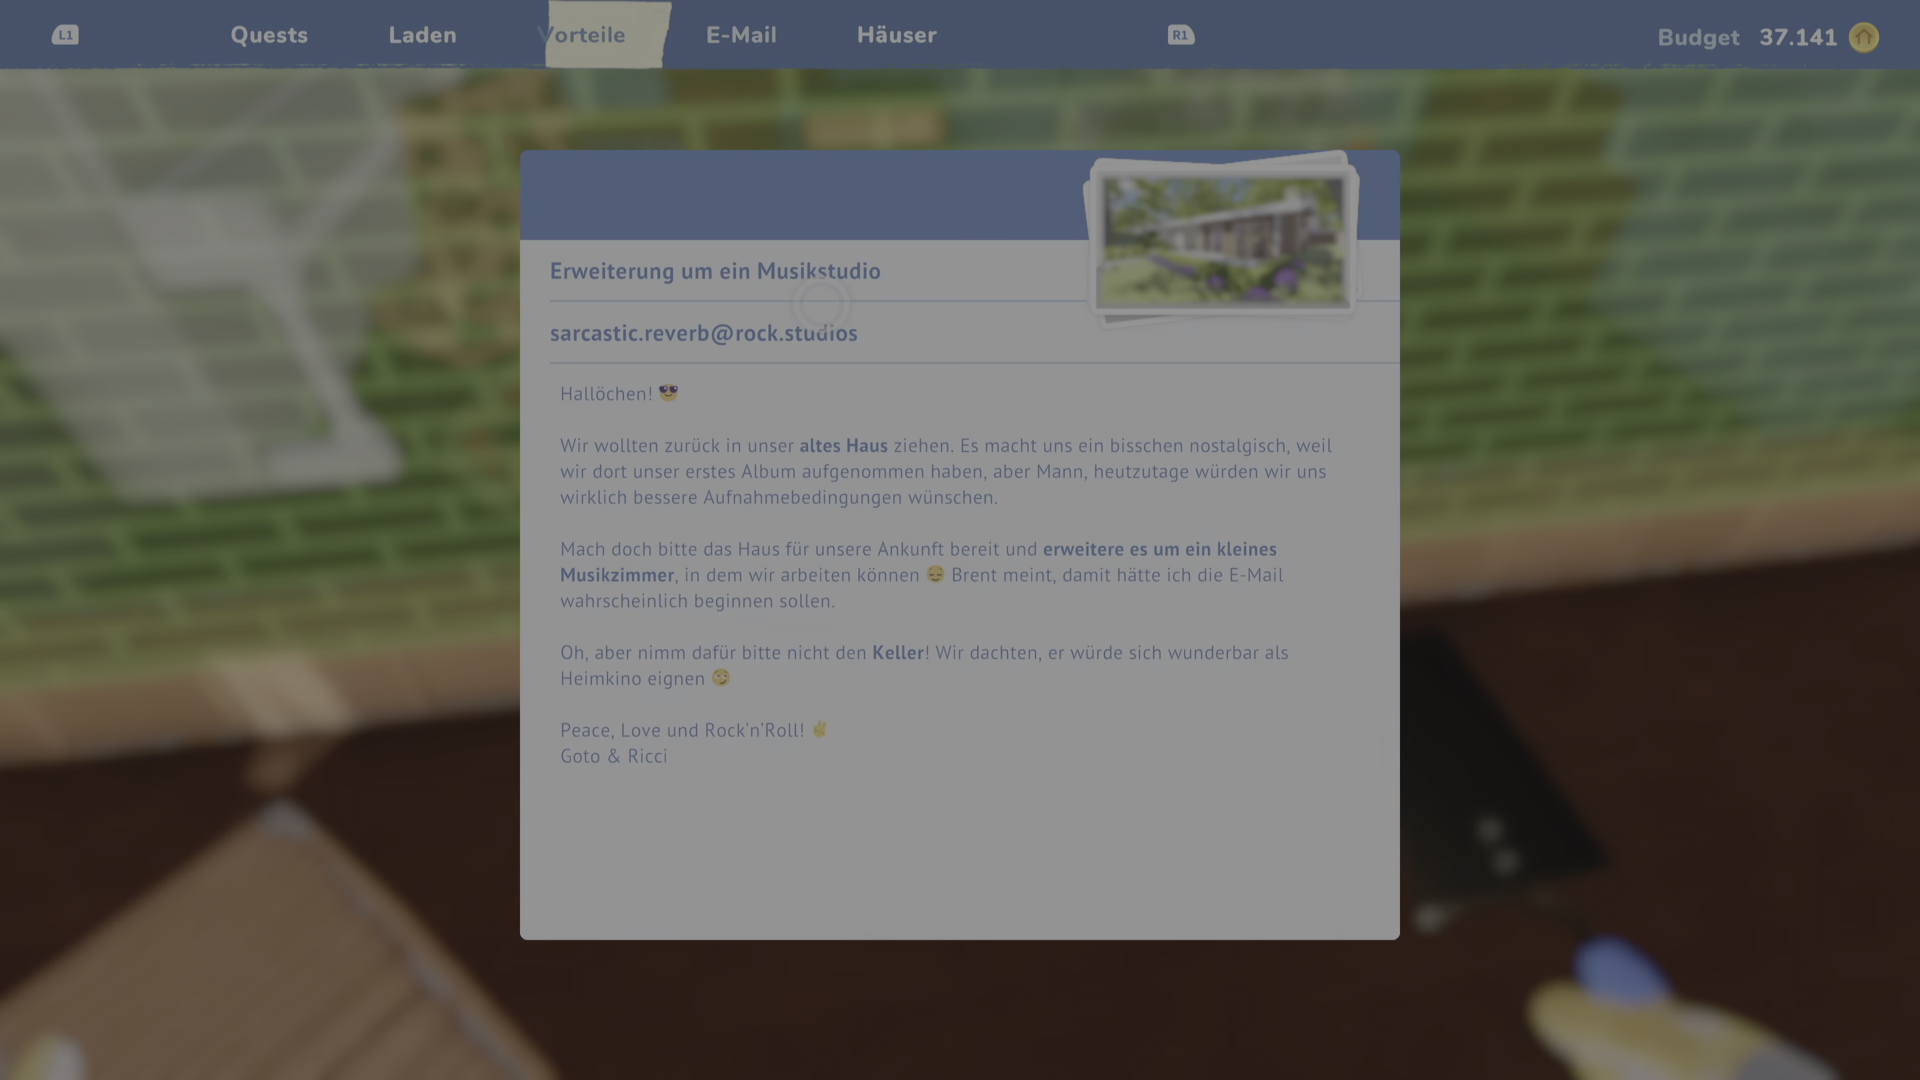 L1 Quests Laden Vorteile E-Mail Häuser R1 Budget 37.141
Erweiterung um ein Musikstudio
sarcastic.reverb@rock.studios
Hallöchen! 😎
Wir wollten zurück in unser altes Haus ziehen. Es macht uns ein bisschen nostalgisch, weil
wir dort unser erstes Album aufgenommen haben, aber Mann, heutzutage würden wir uns
wirklich bessere Aufnahmebedingungen wünschen.
Mach doch bitte das Haus für unsere Ankunft bereit und erweitere es um ein kleines
Musikzimmer, in dem wir arbeiten können 😌 Brent meint, damit hätte ich die E-Mail
wahrscheinlich beginnen sollen.
Oh, aber nimm dafür bitte nicht den Keller! Wir dachten, er würde sich wunderbar als
Heimkino eignen 😏
Peace, Love und Rock'n'Roll! ✌
Goto & Ricci